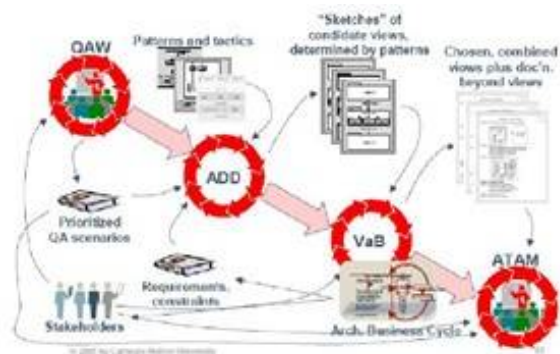 QAW
Patterns and tactics
"Sketches" of
candidate views,
determined by patterns
Chosen, combined
views plus doc'n.
beyond views
ADD
Prioritized
QA scenarios
VaB
ATAM
Requirements,
constraints
Stakeholders
Arch. Business Cycle